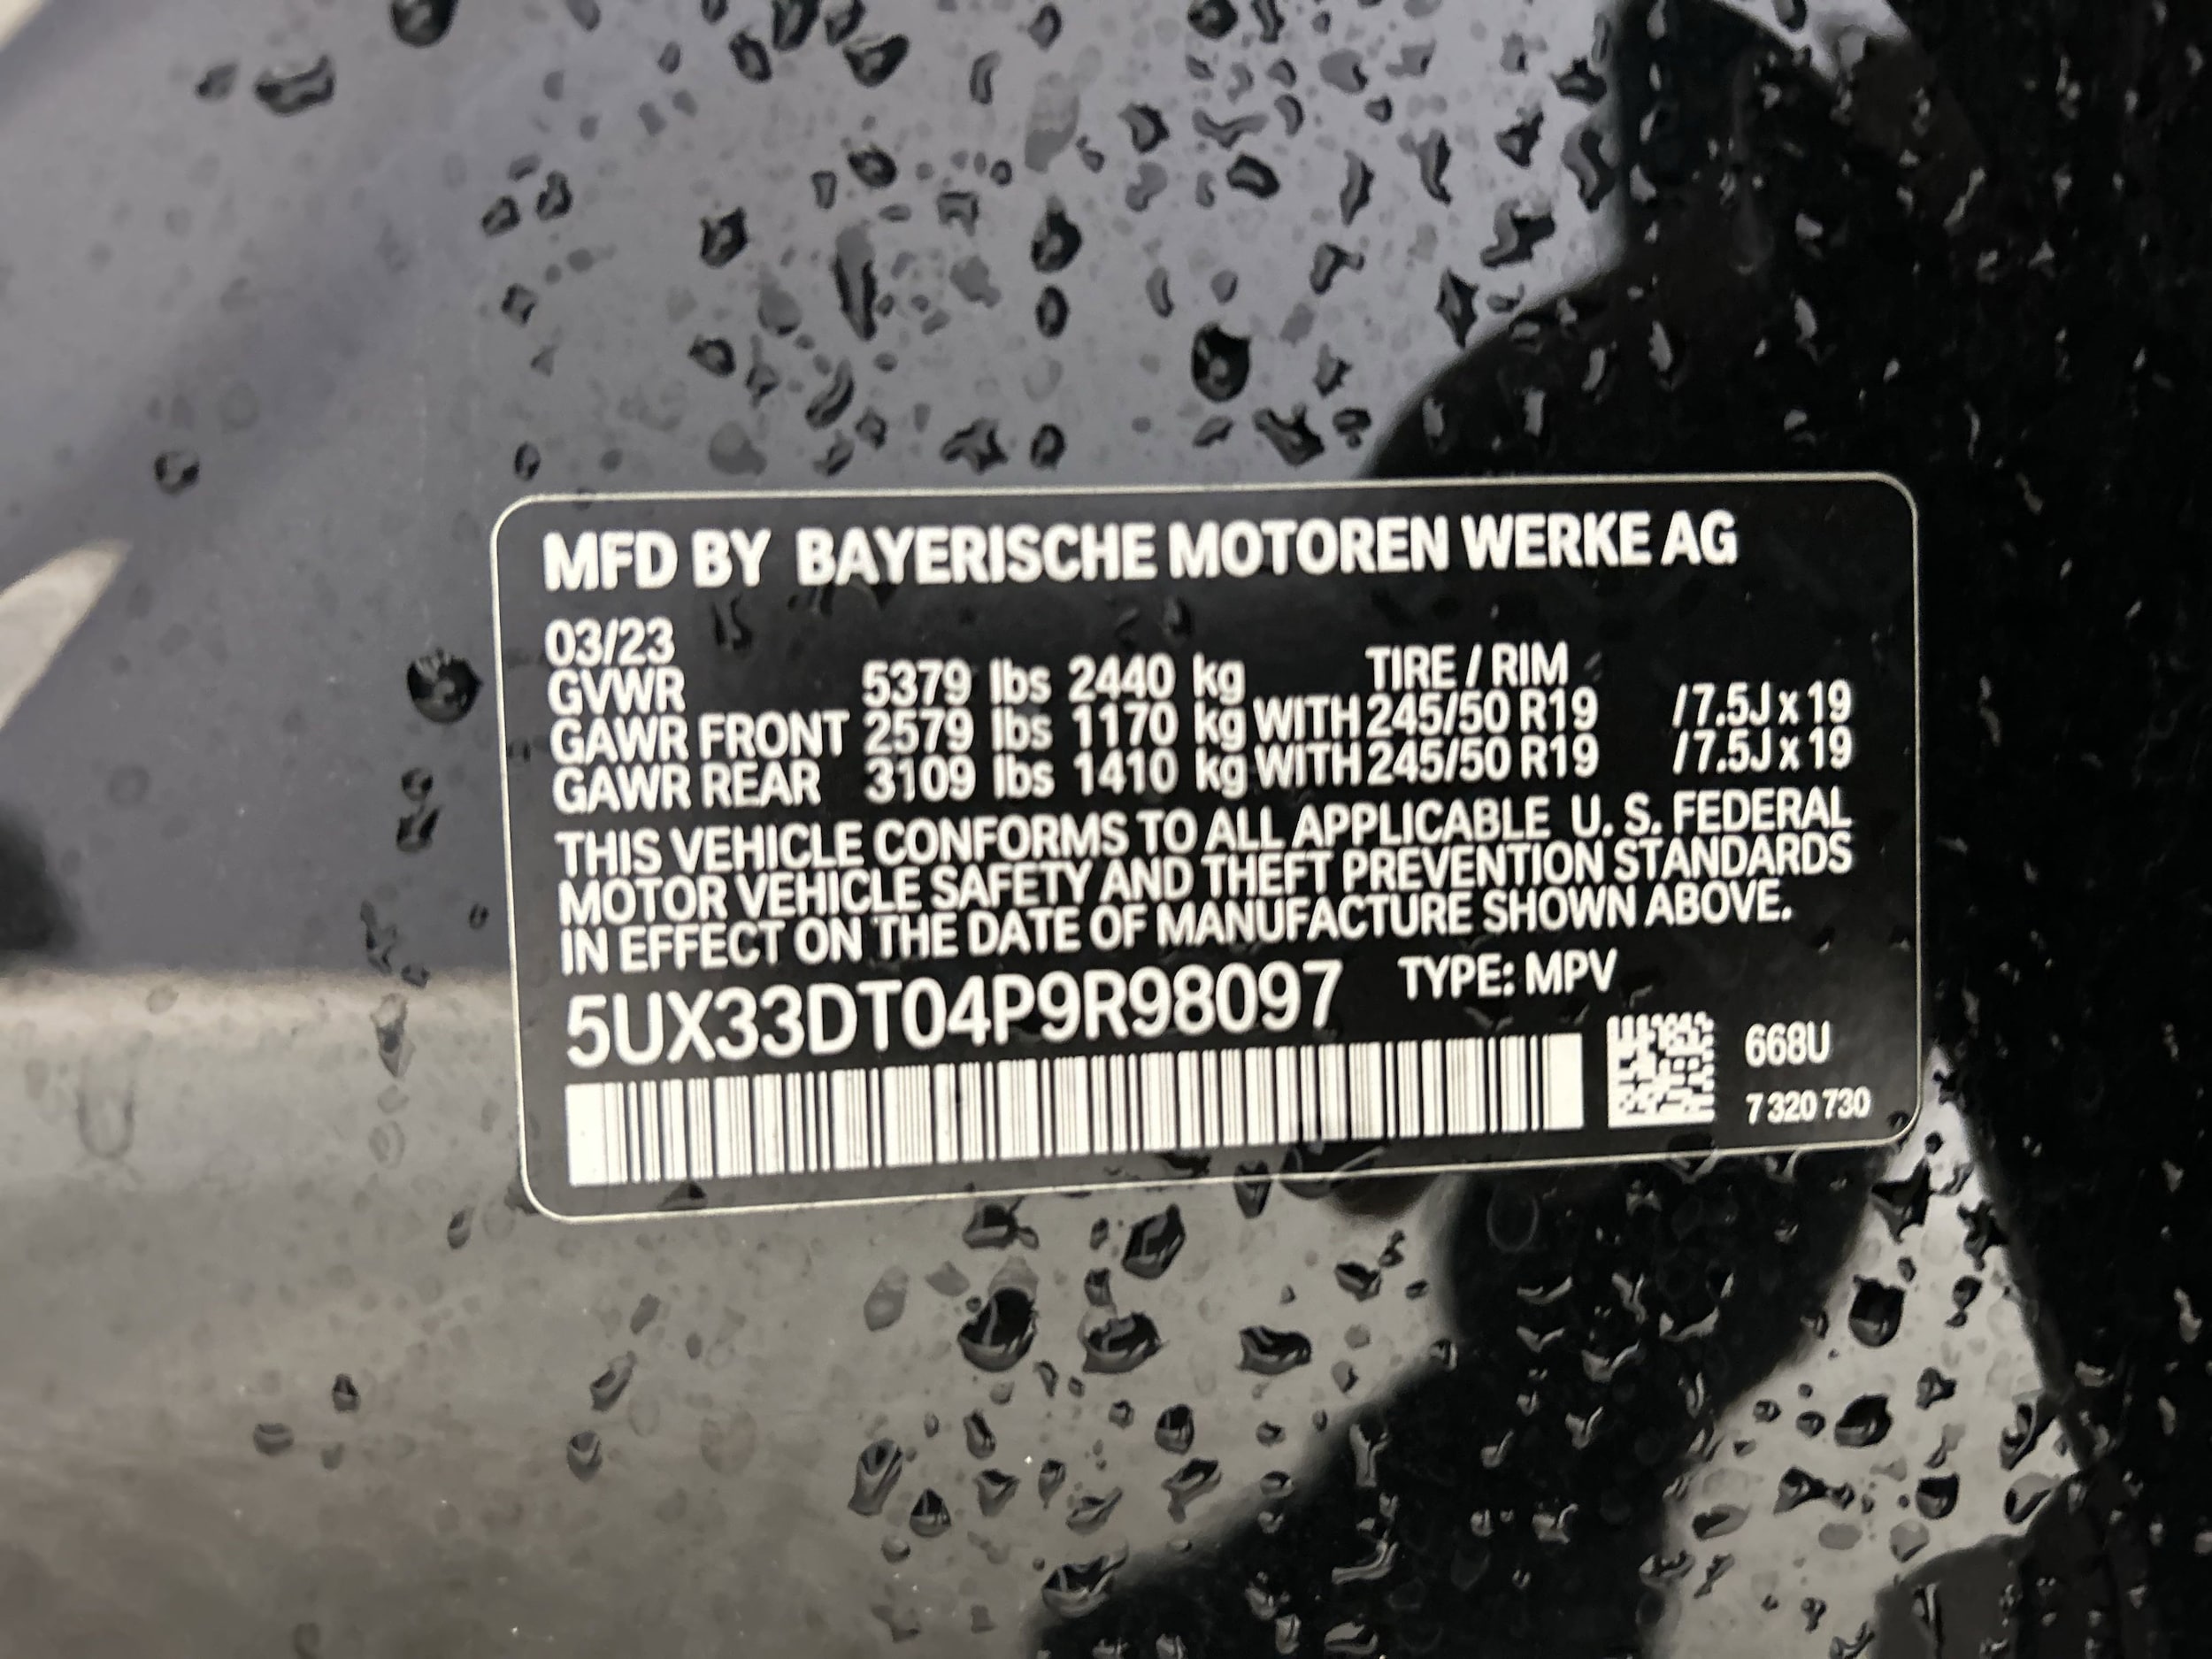 MFD BY BAYERISCHE MOTOREN WERKE AG
03/23
TIRE / RIM
GVWR 5379 lbs 2440 kg
GAWR FRONT 2579 lbs 1170 kg WITH 245/50 R19 / 7.5J x 19
GAWR REAR 3109 lbs 1410 kg WITH 245/50 R19 / 7.5J x 19
THIS VEHICLE CONFORMS TO ALL APPLICABLE U. S. FEDERAL
MOTOR VEHICLE SAFETY AND THEFT PREVENTION STANDARDS
IN EFFECT ON THE DATE OF MANUFACTURE SHOWN ABOVE.
5UX33DT04P9R98097 TYPE: MPV
668U
7 320 730